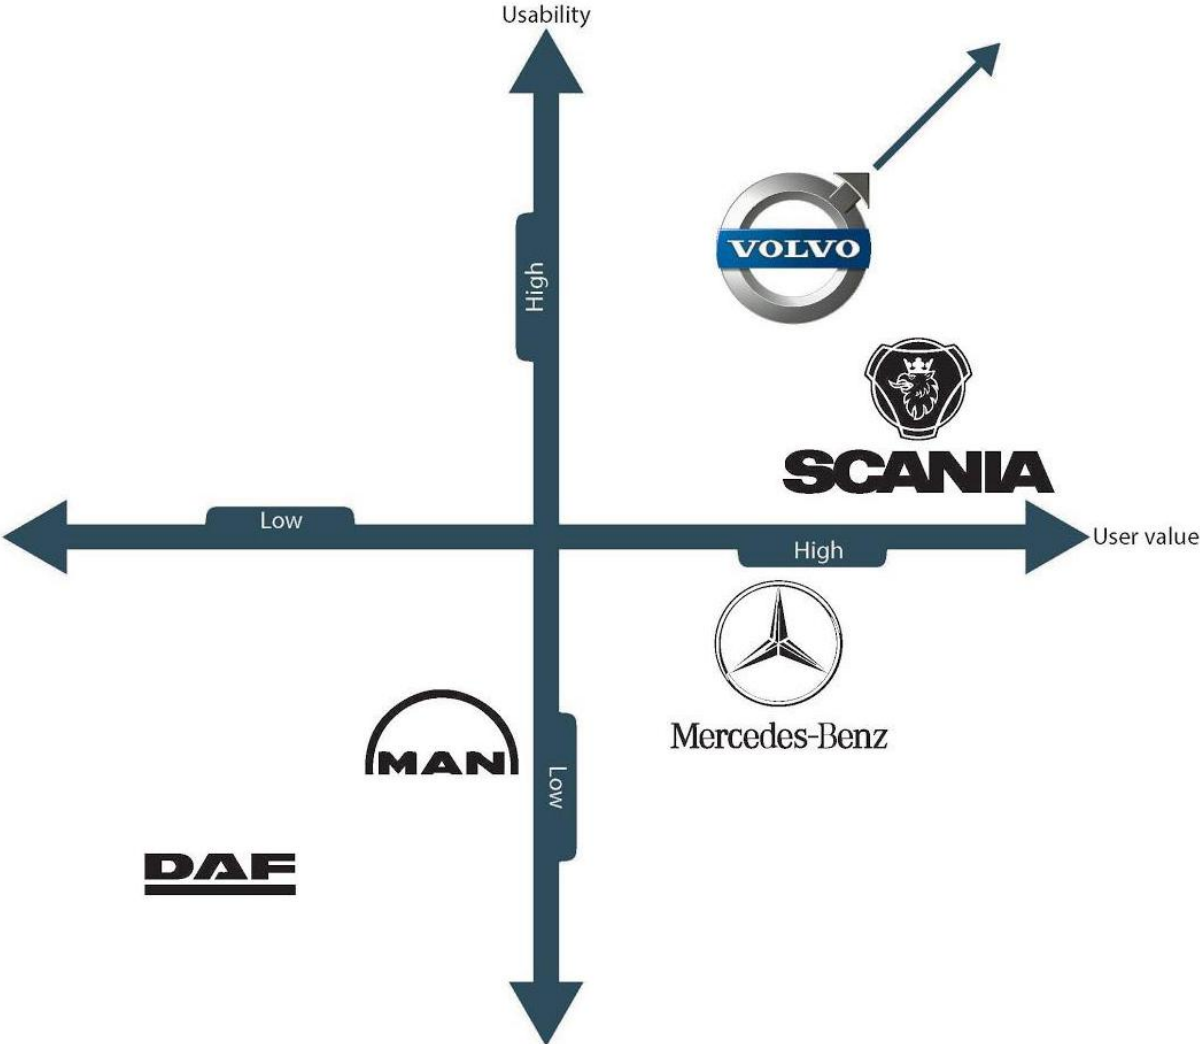 Usability
High
VOLVO
SCANIA
Low
High
User value
Mercedes-Benz
MAN
Low
DAF